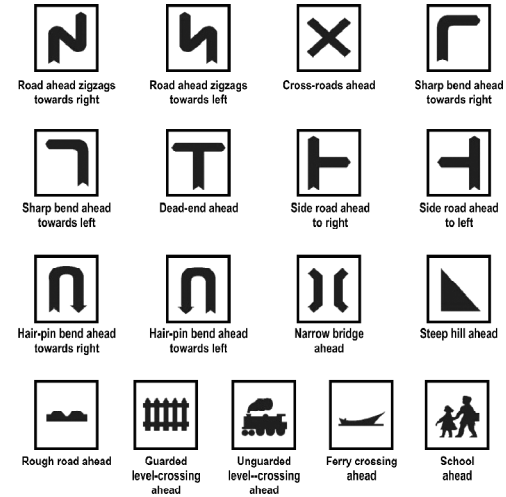 Road ahead zigzags
towards right
Road ahead zigzags
towards left
Cross-roads ahead
Sharp bend ahead
towards right
Sharp bend ahead
towards left
Dead-end ahead
Side road ahead
to right
Side road ahead
to left
Hair-pin bend ahead
towards right
Hair-pin bend ahead
towards left
Narrow bridge
ahead
Steep hill ahead
Rough road ahead
Guarded
level-crossing
ahead
Unguarded
level--crossing
ahead
Ferry crossing
ahead
School
ahead